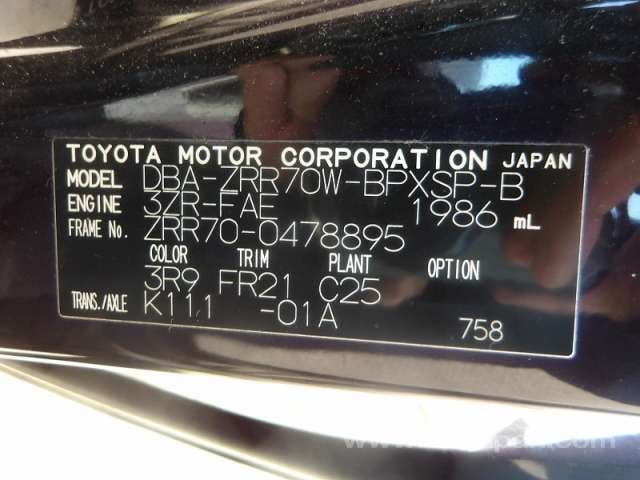 TOYOTA MOTOR CORPORATION JAPAN
MODEL DBA-ZRR70W-BPXSP-B
ENGINE 3ZR-FAE 1986 mL
FRAME No. ZRR70-0478895
COLOR TRIM PLANT OPTION
3R9 FR21 C25
TRANS./AXLE K111 -01A
758